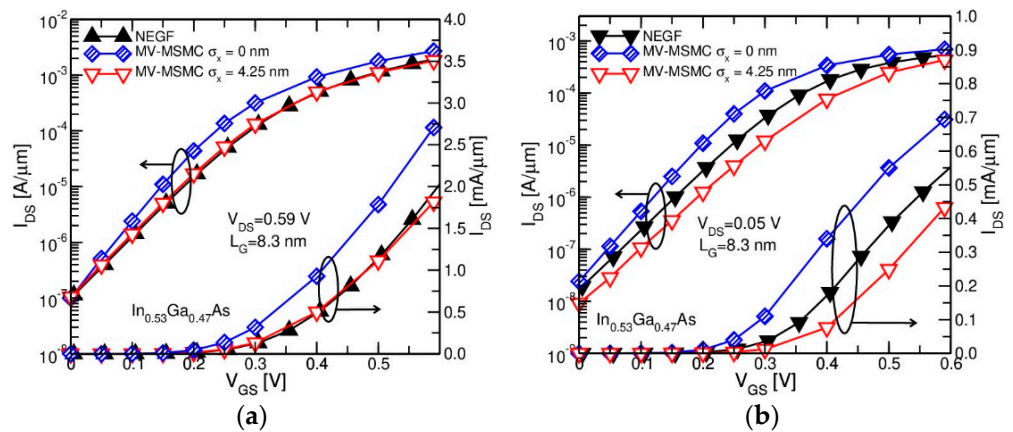 10^-2
10^-3
10^-4
10^-5
10^-6
10^-7
10^-8
I_DS [A/μm]
NEGF
MV-MSMC σ_x = 0 nm
MV-MSMC σ_x = 4.25 nm
V_DS=0.59 V
L_G=8.3 nm
In_0.53Ga_0.47As
4.0
3.5
3.0
2.5
2.0
1.5
1.0
0.5
0.0
I_DS [mA/μm]
0 0.1 0.2 0.3 0.4 0.5
V_GS [V]
(a)
10^-3
10^-4
10^-5
10^-6
10^-7
10^-8
10^-9
I_DS [A/μm]
NEGF
MV-MSMC σ_x = 0 nm
MV-MSMC σ_x = 4.25 nm
V_DS=0.05 V
L_G=8.3 nm
In_0.53Ga_0.47As
1.0
0.9
0.8
0.7
0.6
0.5
0.4
0.3
0.2
0.1
0.0
I_DS [mA/μm]
0 0.1 0.2 0.3 0.4 0.5 0.6
V_GS [V]
(b)